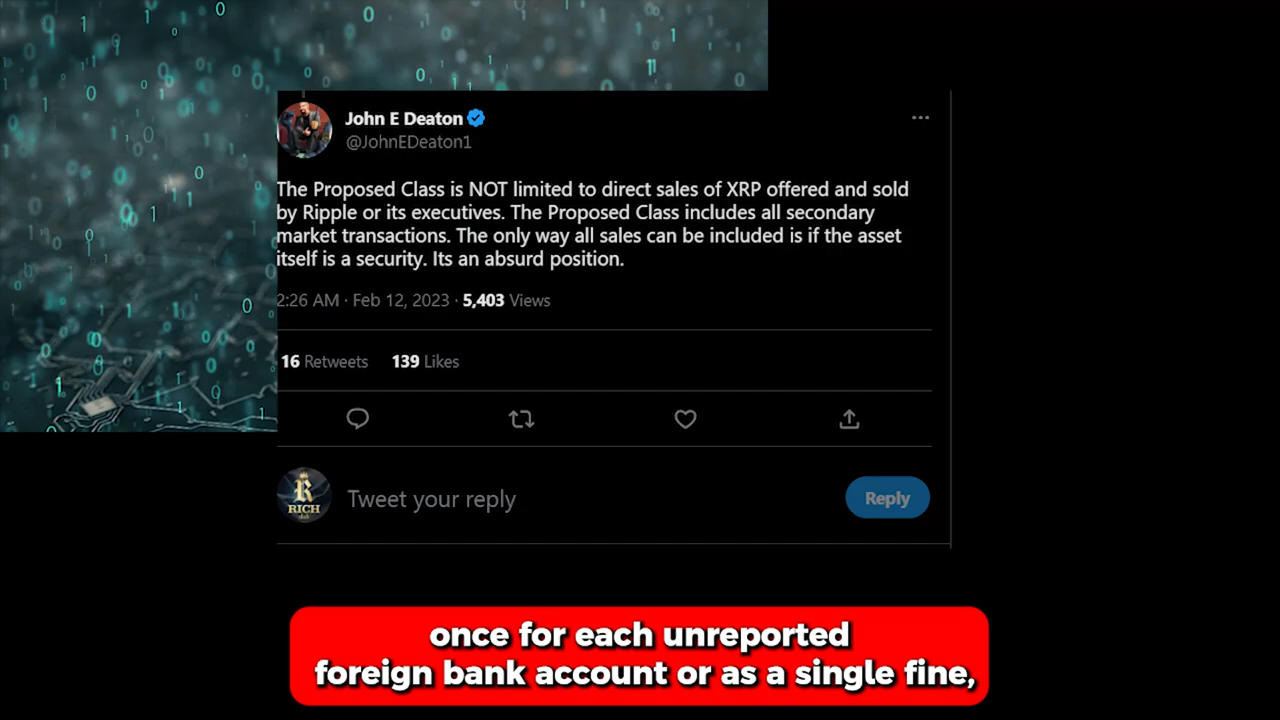 John E Deaton
@JohnEDeaton1
The Proposed Class is NOT limited to direct sales of XRP offered and sold
by Ripple or its executives. The Proposed Class includes all secondary
market transactions. The only way all sales can be included is if the asset
itself is a security. Its an absurd position.
2:26 AM · Feb 12, 2023 · 5,403 Views
16 Retweets 139 Likes
R
RICH
club
Tweet your reply
Reply
once for each unreported
foreign bank account or as a single fine,